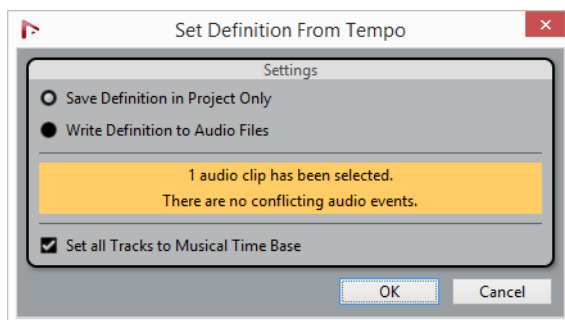 Set Definition From Tempo
Settings
Save Definition in Project Only
Write Definition to Audio Files
1 audio clip has been selected.
There are no conflicting audio events.
Set all Tracks to Musical Time Base
OK Cancel